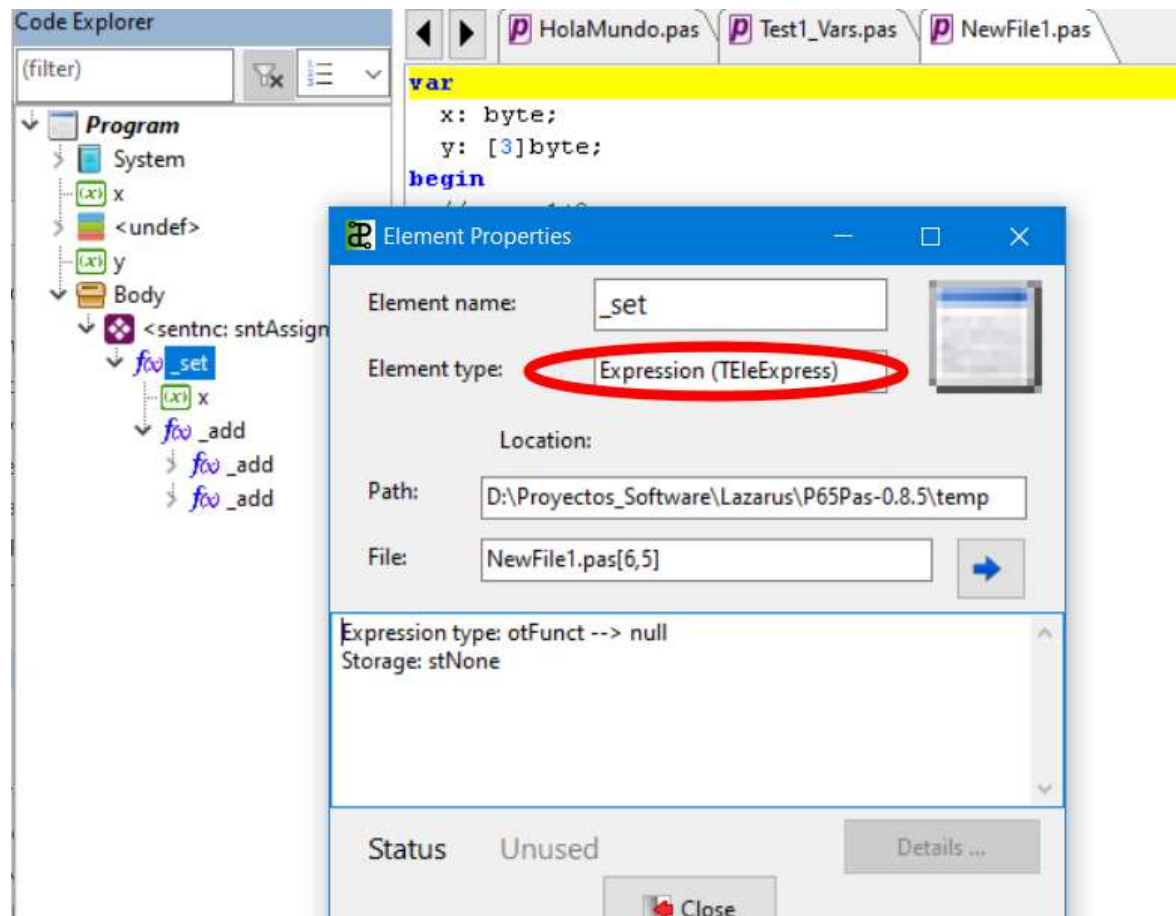 Code Explorer
(filter)
Program
System
x
<undef>
y
Body
<sentnc: sntAssign
_set
x
_add
_add
_add
HolaMundo.pas
Test1_Vars.pas
NewFile1.pas
var
x: byte;
y: [3]byte;
begin
//
Element Properties
Element name:
_set
Element type:
Expression (TEleExpress)
Location:
Path:
D:\Proyectos_Software\Lazarus\P65Pas-0.8.5\temp
File:
NewFile1.pas[6,5]
Expression type: otFunct --> null
Storage: stNone
Status
Unused
Details ...
Close